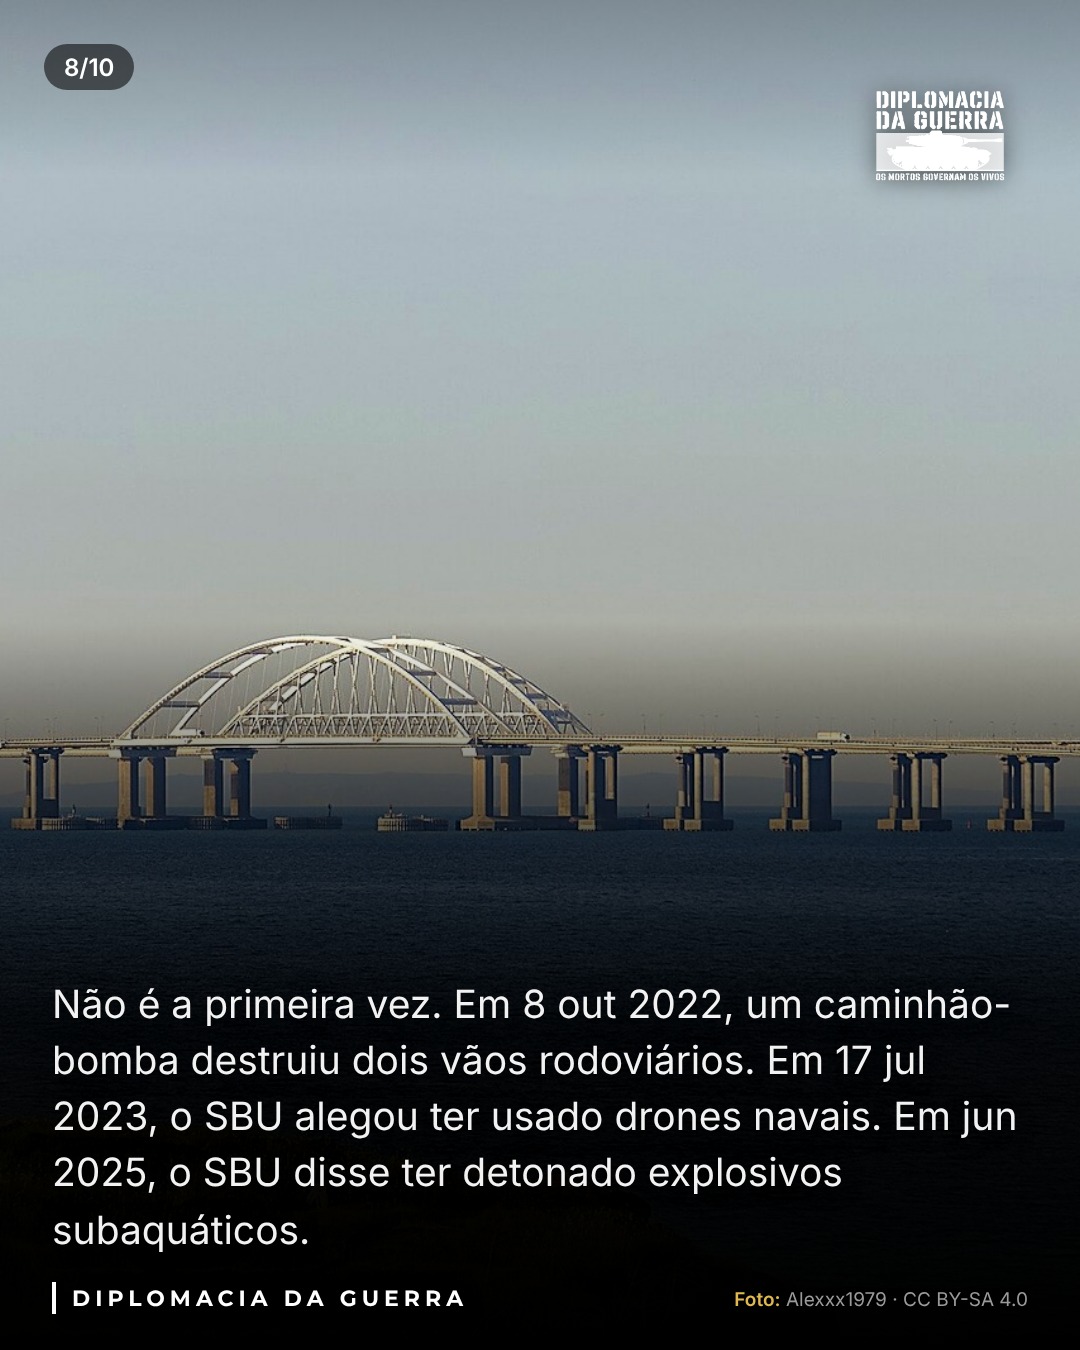 8/10
DIPLOMACIA
DA GUERRA
OS MORTOS GOVERNAM OS VIVOS
Não é a primeira vez. Em 8 out 2022, um caminhão-
bomba destruiu dois vãos rodoviários. Em 17 jul
2023, o SBU alegou ter usado drones navais. Em jun
2025, o SBU disse ter detonado explosivos
subaquáticos.
DIPLOMACIA DA GUERRA
Foto: Alexxx1979 · CC BY-SA 4.0